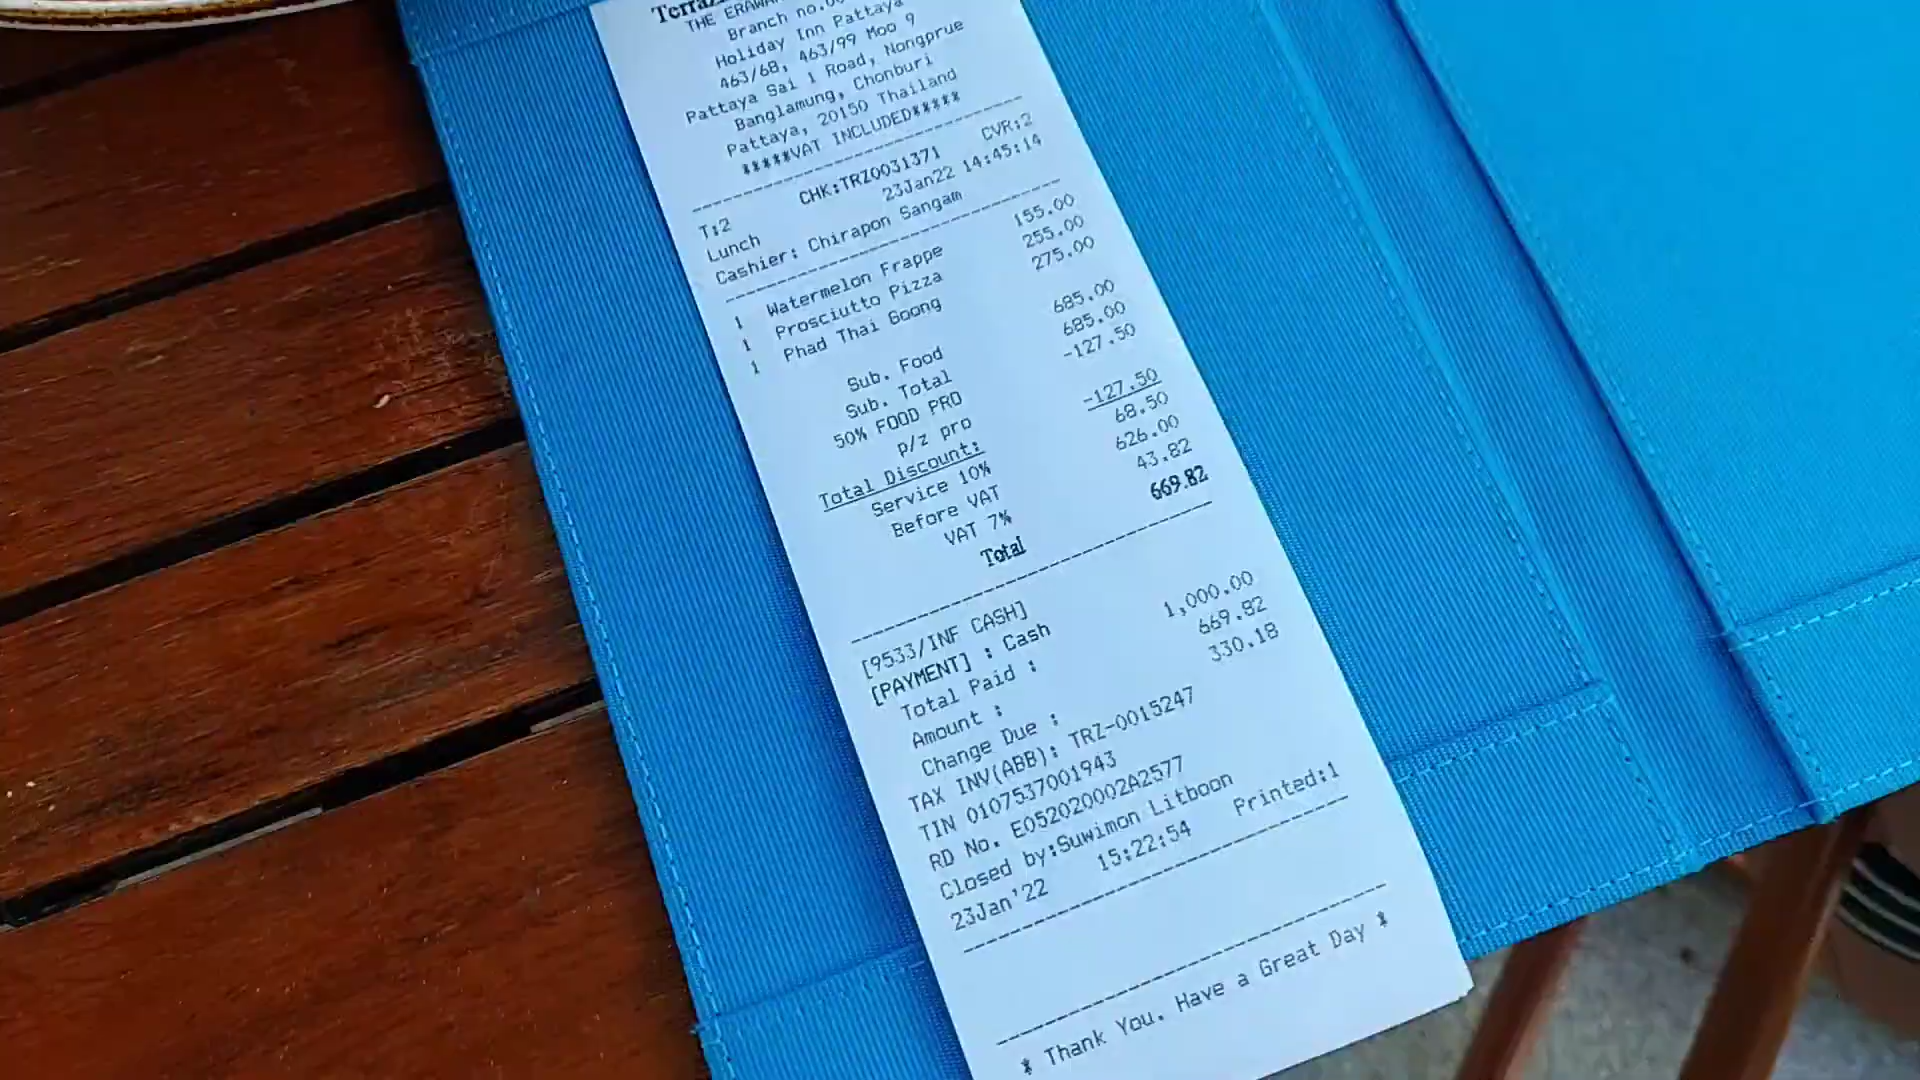 THE
Branch no.
Holiday Inn Pattaya
463/68, 463/99 Moo 9
Pattaya Sai 1 Road, Nongprue
Banglamung, Chonburi
Pattaya, 20150 Thailand
*****VAT INCLUDED*****
CHK:TRZ0031371 CVR:2
T:2 23Jan22 14:45:14
Lunch
Cashier: Chirapon Sangam
1 Watermelon Frappe 155.00
1 Prosciutto Pizza 255.00
1 Phad Thai Goong 275.00
Sub. Food 685.00
Sub. Total 685.00
50% FOOD PRO -127.50
p/z pro
Total Discount: -127.50
Service 10% 68.50
Before VAT 626.00
VAT 7% 43.82
Total 669.82
[9533/INF CASH]
[PAYMENT] : Cash
Total Paid : 1,000.00
Amount : 669.82
Change Due : 330.18
TAX INV(ABB): TRZ-0015247
TIN 0107537001943
RD No. E052020002A2577
Closed by:Suwimon Litboon
23Jan'22 15:22:54 Printed:1
* Thank You. Have a Great Day *